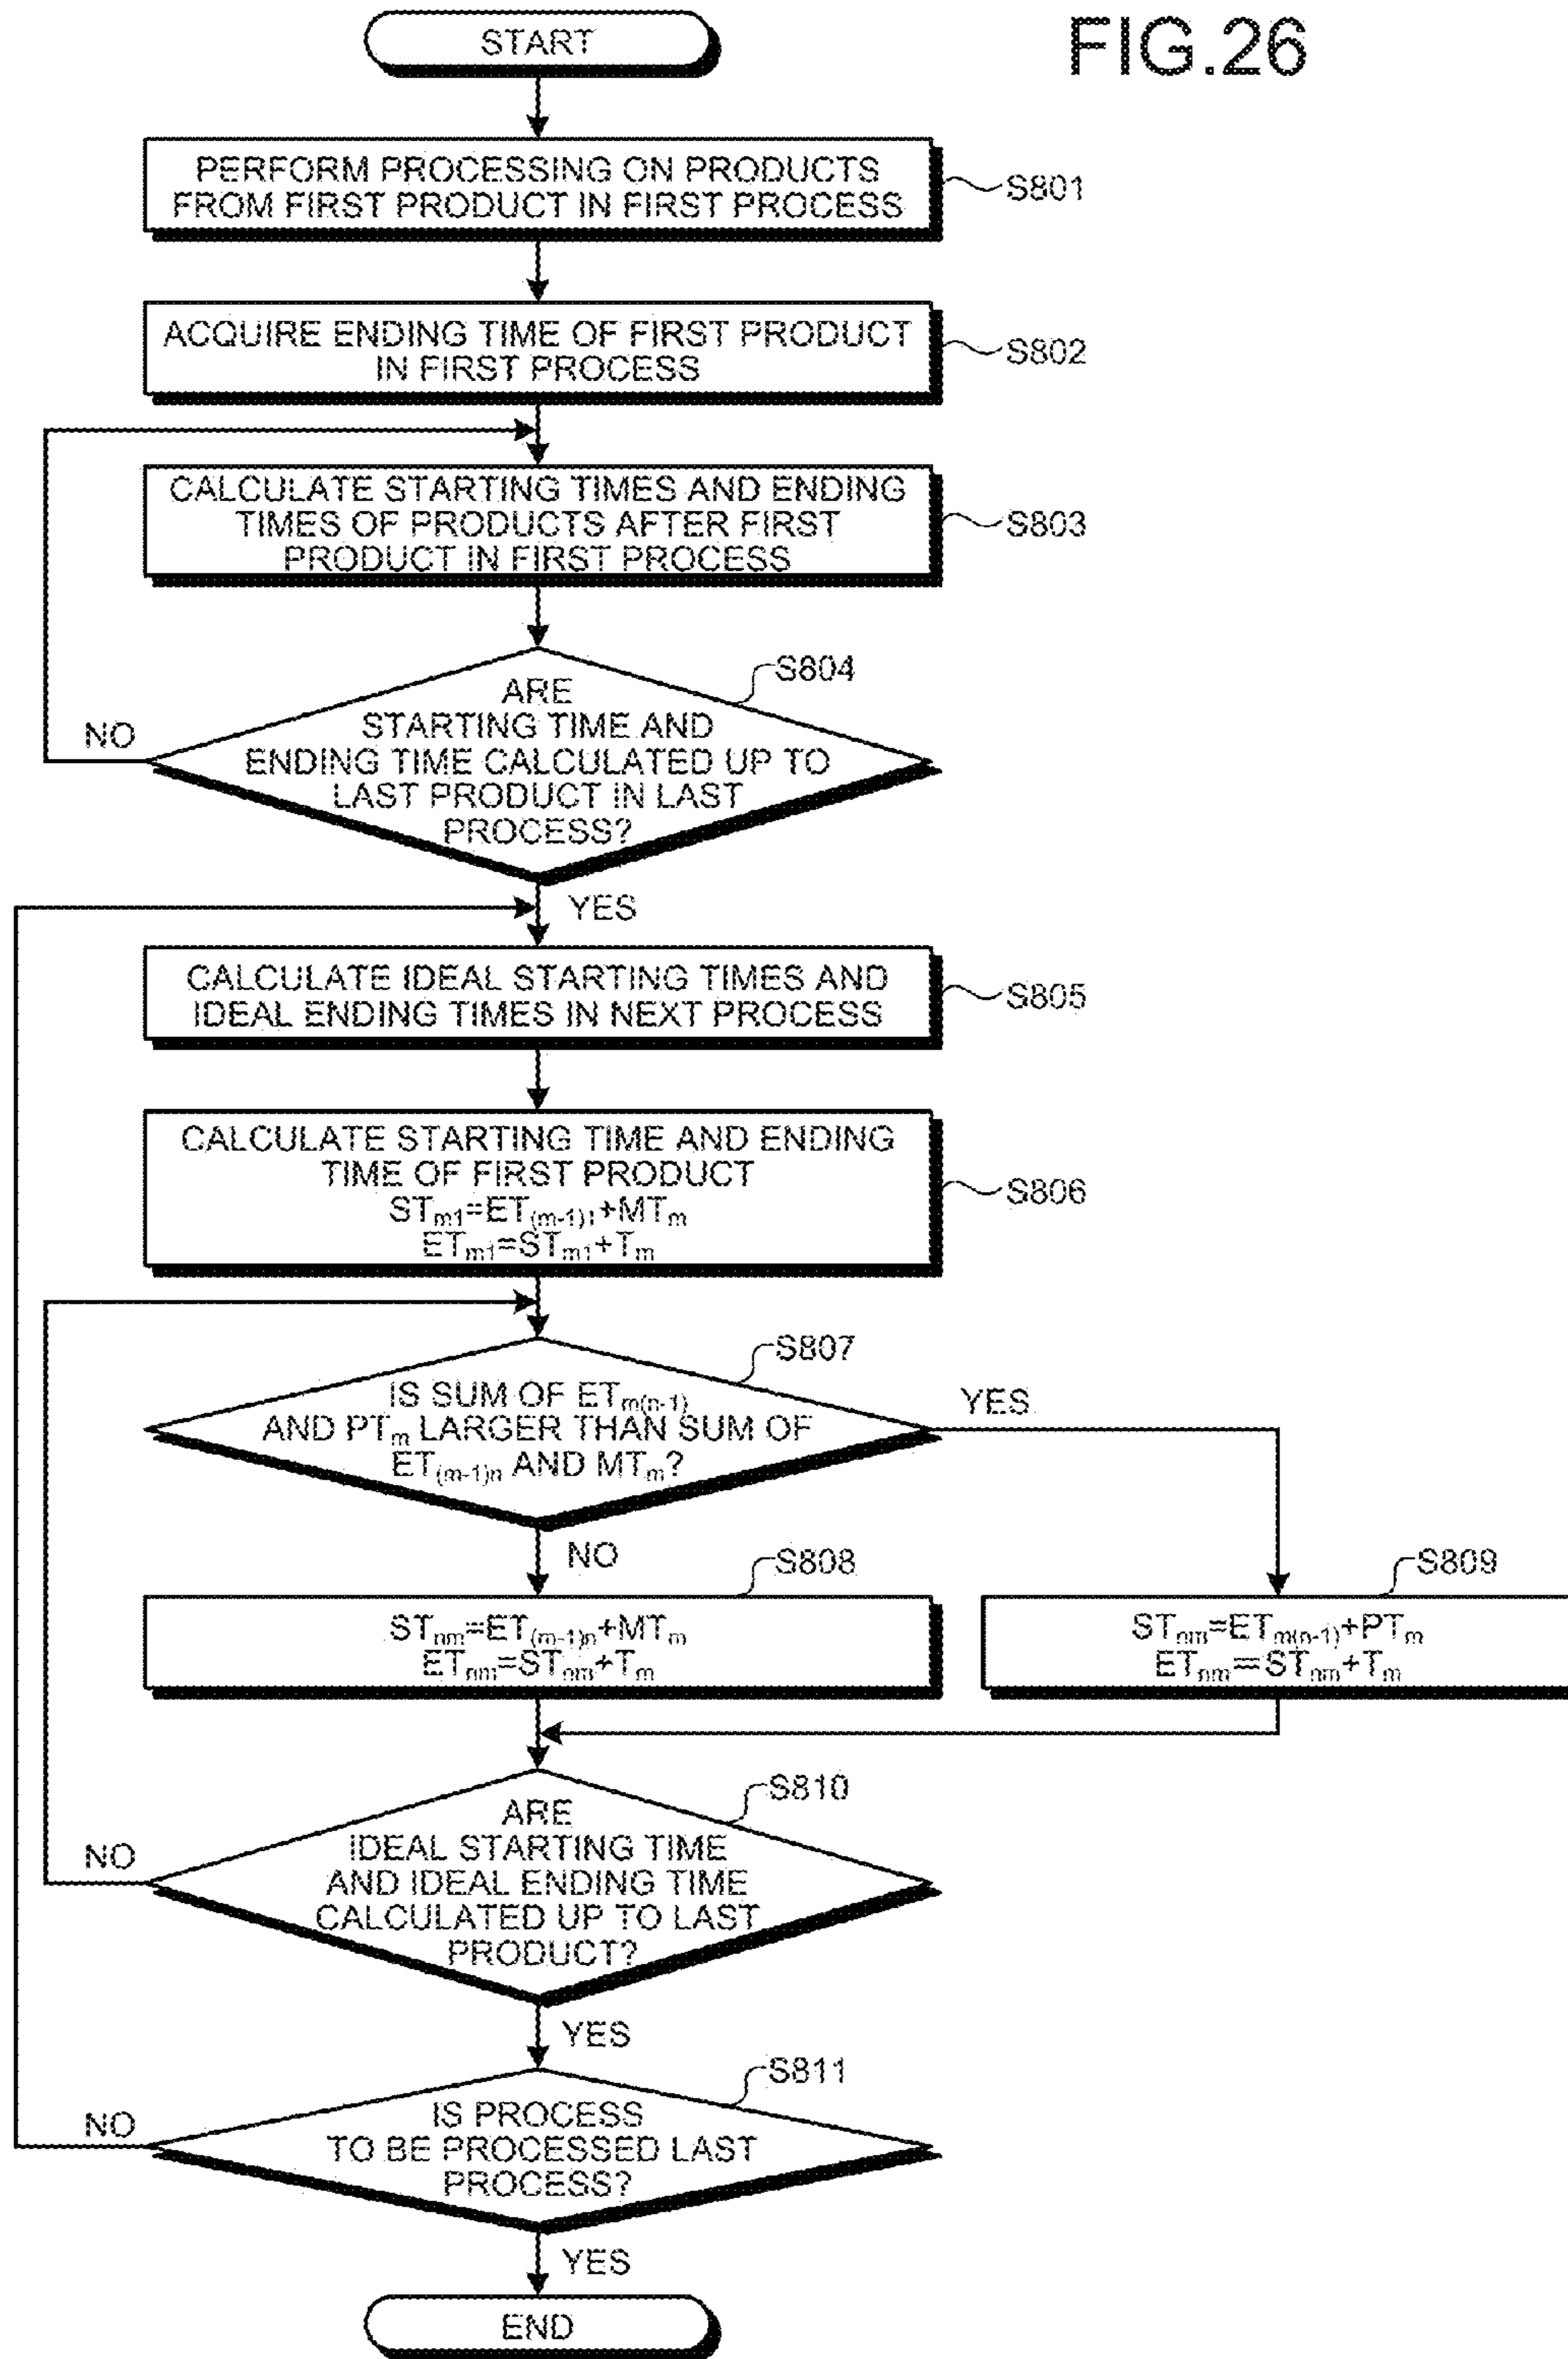 FIG.26
START
PERFORM PROCESSING ON PRODUCTS
FROM FIRST PRODUCT IN FIRST PROCESS
S801
ACQUIRE ENDING TIME OF FIRST PRODUCT
IN FIRST PROCESS
S802
CALCULATE STARTING TIMES AND ENDING
TIMES OF PRODUCTS AFTER FIRST
PRODUCT IN FIRST PROCESS
S803
S804
ARE
STARTING TIME AND
ENDING TIME CALCULATED UP TO
LAST PRODUCT IN LAST
PROCESS?
NO
YES
CALCULATE IDEAL STARTING TIMES AND
IDEAL ENDING TIMES IN NEXT PROCESS
S805
CALCULATE STARTING TIME AND ENDING
TIME OF FIRST PRODUCT
STm1=ET(m-1)1+MTm
ETm1=STm1+Tm
S806
S807
IS SUM OF ETm(n-1)
AND PTm LARGER THAN SUM OF
ET(m-1)n AND MTm?
YES
NO
S808
STnm=ET(m-1)n+MTm
ETnm=STnm+Tm
S809
STnm=ETm(n-1)+PTm
ETnm=STnm+Tm
S810
ARE
IDEAL STARTING TIME
AND IDEAL ENDING TIME
CALCULATED UP TO LAST
PRODUCT?
NO
YES
S811
IS PROCESS
TO BE PROCESSED LAST
PROCESS?
NO
YES
END